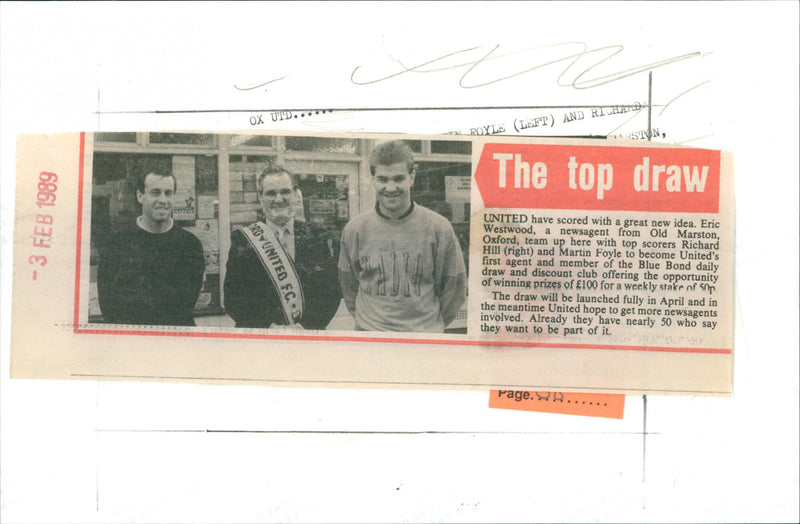 OX UTD......
FOYLE (LEFT) AND RICHARD
MARSTON,
- 3 FEB 1989
UNITED F.C.
The top draw
UNITED have scored with a great new idea. Eric
Westwood, a newsagent from Old Marston,
Oxford, team up here with top scorers Richard
Hill (right) and Martin Foyle to become United's
first agent and member of the Blue Bond daily
draw and discount club offering the opportunity
of winning prizes of £100 for a weekly stake of 50p.
The draw will be launched fully in April and in
the meantime United hope to get more newsagents
involved. Already they have nearly 50 who say
they want to be part of it.
Page.